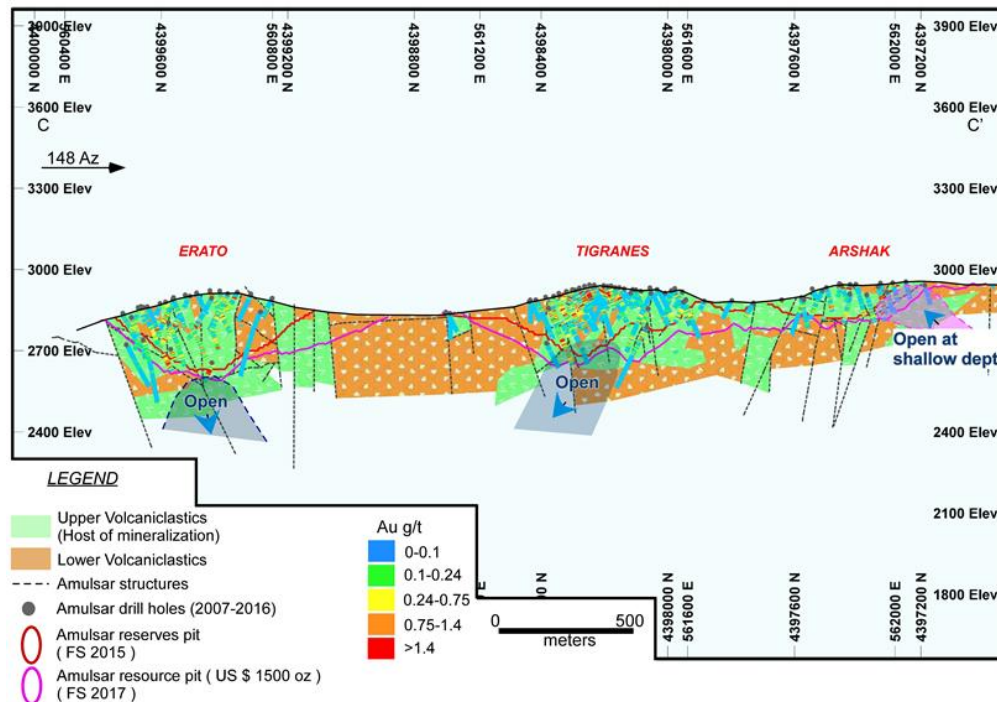 4400000 N
560400 E
4399600 N
560800 E
4399200 N
4398800 N
561200 E
4398400 N
4398000 N
561600 E
4397600 N
562000 E
4397200 N
3900 Elev
3900 Elev
3600 Elev
3600 Elev
C
C'
148 Az
3300 Elev
3300 Elev
ERATO
TIGRANES
ARSHAK
3000 Elev
3000 Elev
2700 Elev
2700 Elev
Open at
shallow dept
Open
Open
2400 Elev
2400 Elev
LEGEND
Upper Volcaniclastics
(Host of mineralization)
Lower Volcaniclastics
Amulsar structures
Amulsar drill holes (2007-2016)
Amulsar reserves pit
( FS 2015 )
Amulsar resource pit ( US $ 1500 oz )
( FS 2017 )
Au g/t
0-0.1
0.1-0.24
0.24-0.75
0.75-1.4
>1.4
2100 Elev
1800 Elev
0 500
meters
E
N
4398000 N
561600 E
4397600 N
562000 E
4397200 N